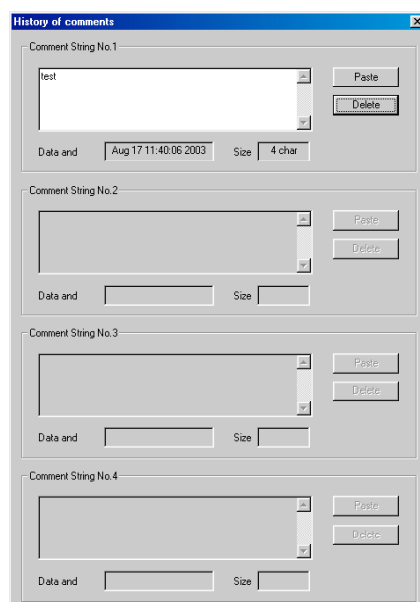 History of comments
Comment String No.1
test
Paste
Delete
Data and Aug 17 11:40:06 2003 Size 4 char
Comment String No.2
Paste
Delete
Data and Size
Comment String No.3
Paste
Delete
Data and Size
Comment String No.4
Paste
Delete
Data and Size